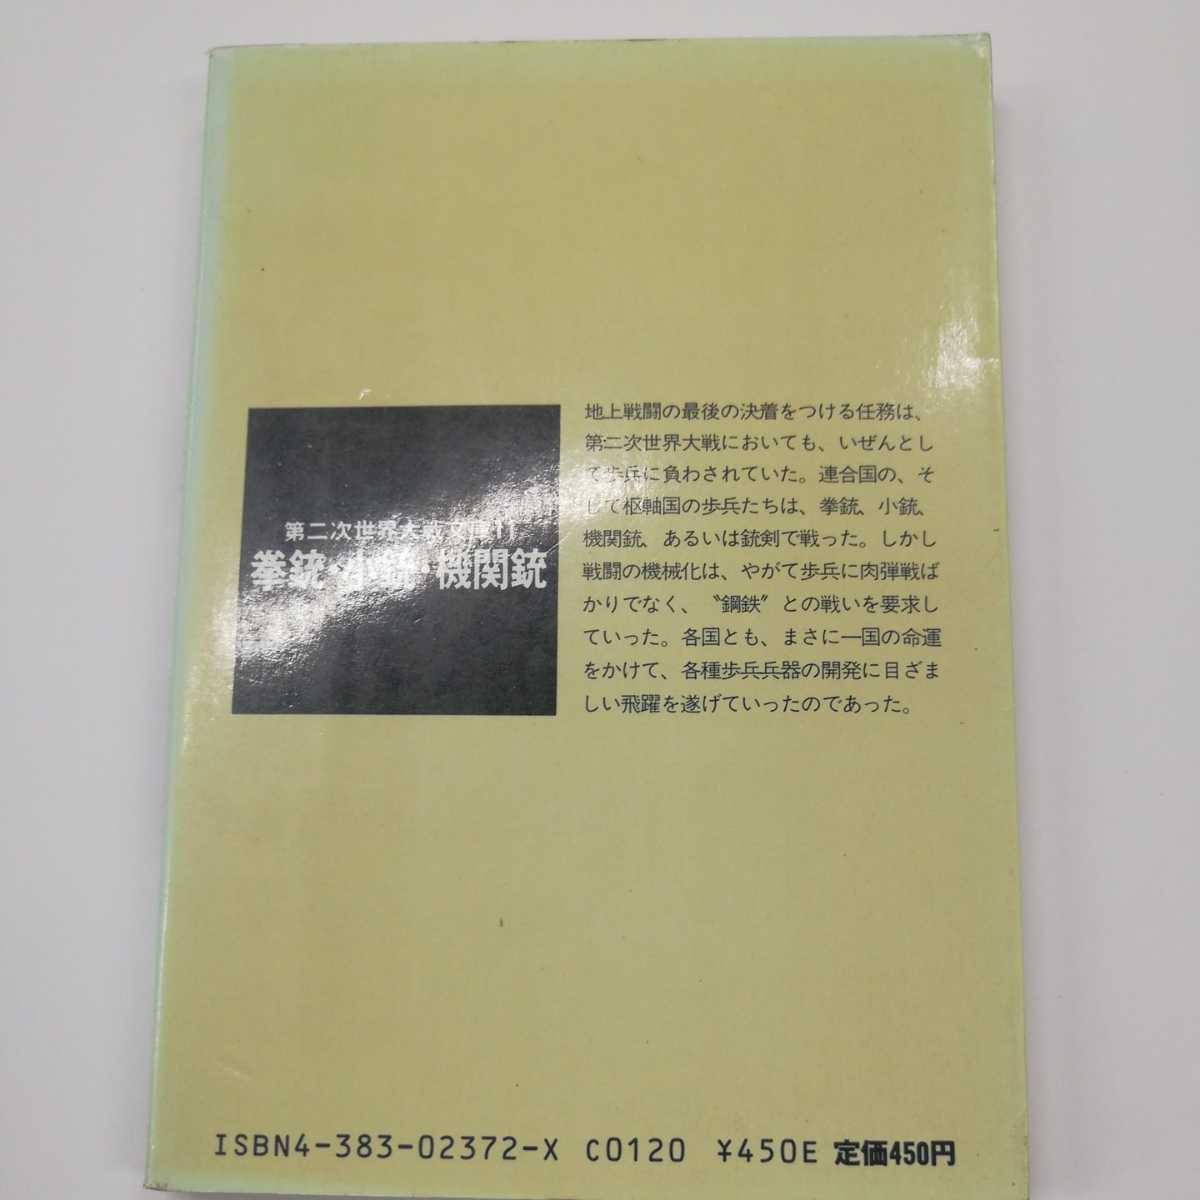 第二次世界大戦文庫11
拳銃・小銃・機関銃
地上戦闘の最後の決着をつける任務は、
第二次世界大戦においても、いぜんとし
て歩兵に負わされていた。連合国の、そ
して枢軸国の歩兵たちは、拳銃、小銃、
機関銃、あるいは銃剣で戦った。しかし
戦闘の機械化は、やがて歩兵に肉弾戦ば
かりでなく、〝鋼鉄〟との戦いを要求し
ていった。各国とも、まさに一国の命運
をかけて、各種歩兵兵器の開発に目ざま
しい飛躍を遂げていったのであった。
ISBN4-383-02372-X C0120 ¥450E 定価450円